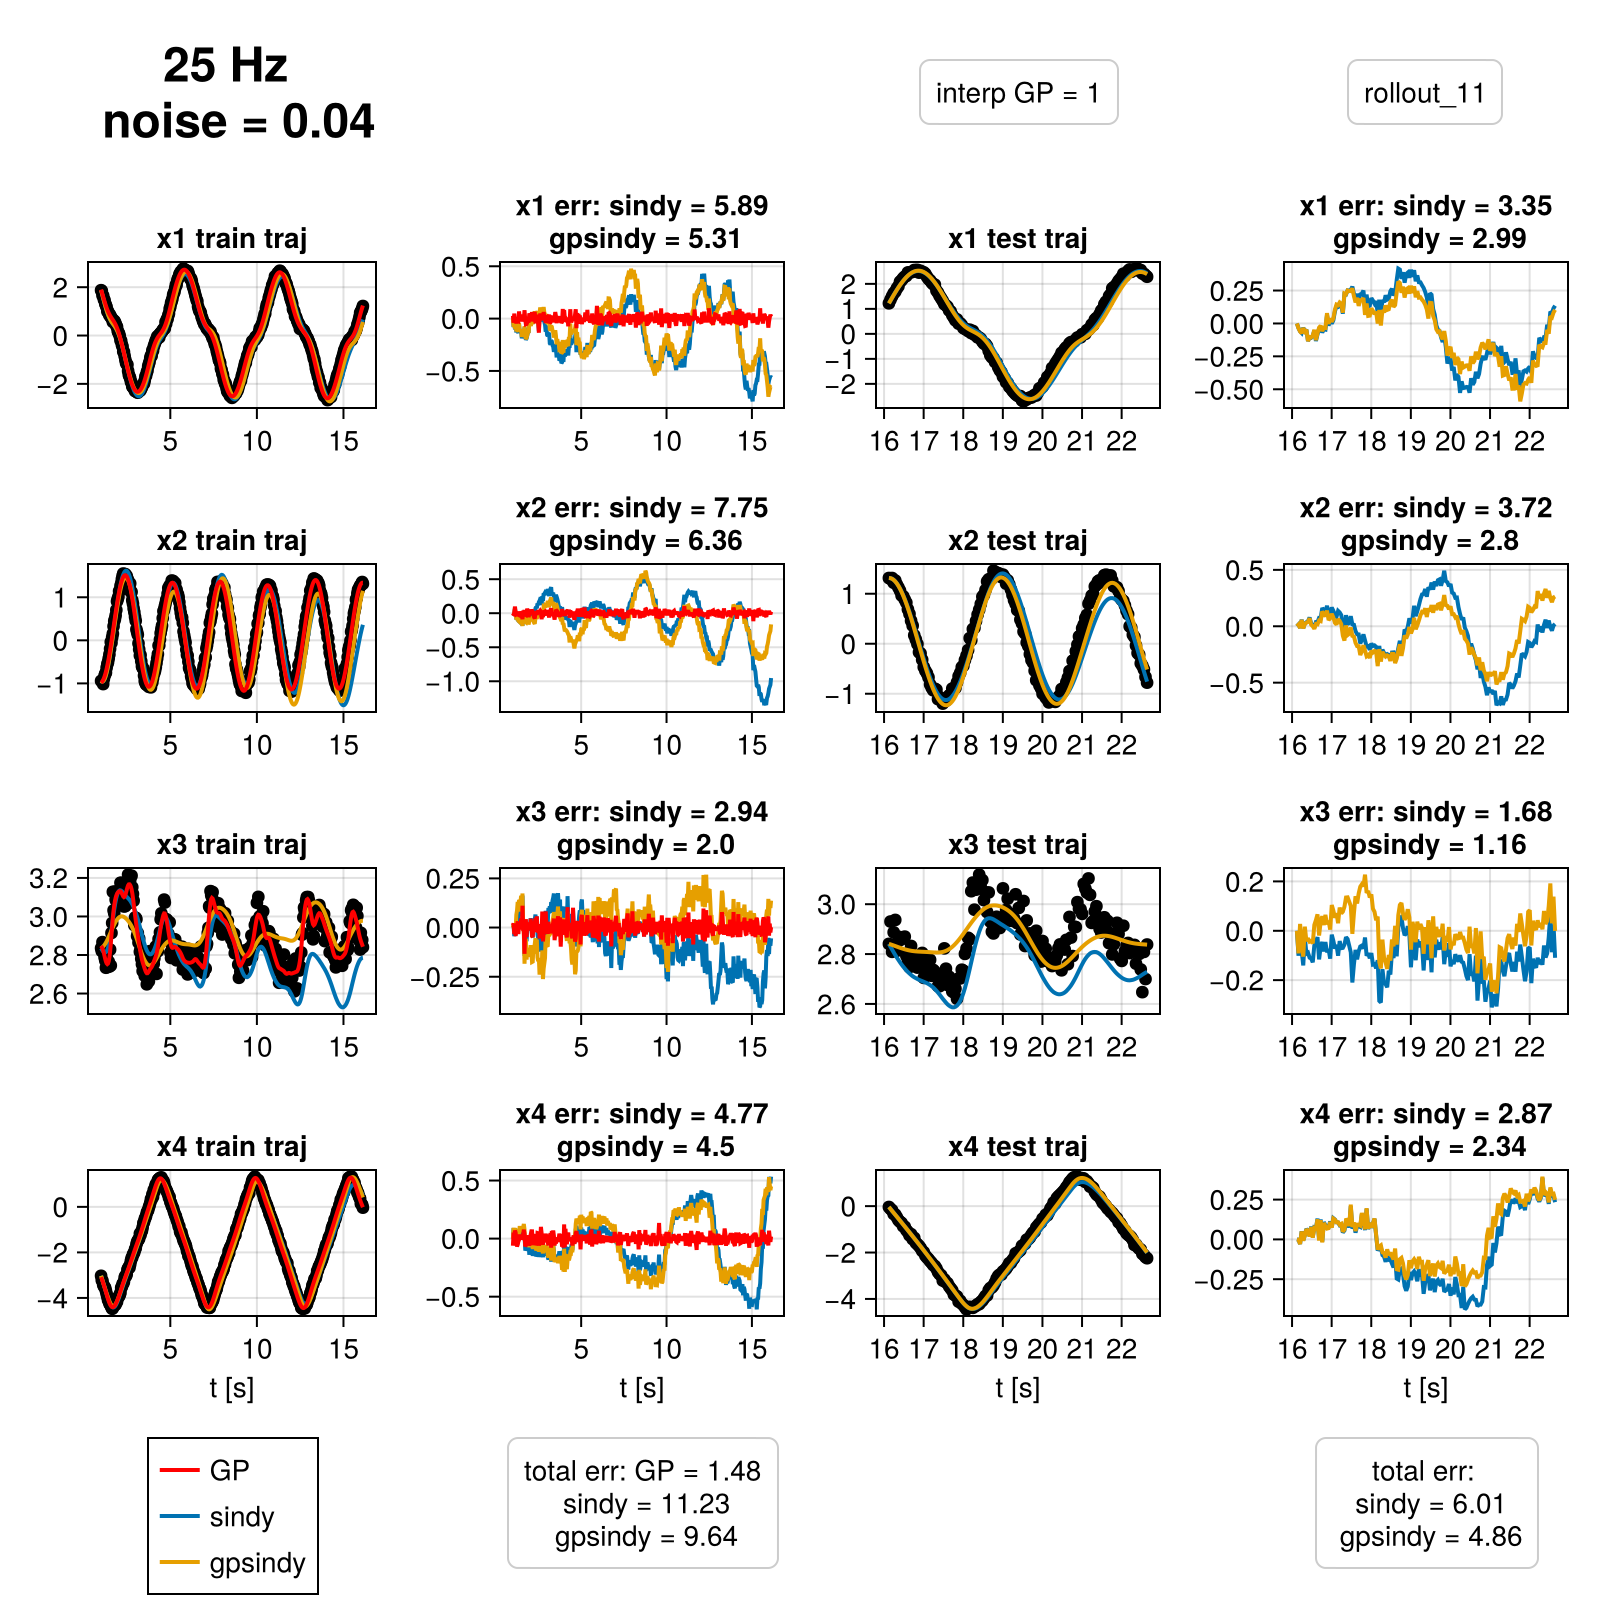 25 Hz
noise = 0.04
interp GP = 1
rollout_11
x1 train traj
2
0
−2
5 10 15
x1 err: sindy = 5.89
gpsindy = 5.31
0.5
0.0
−0.5
5 10 15
x1 test traj
2
1
0
−1
−2
16 17 18 19 20 21 22
x1 err: sindy = 3.35
gpsindy = 2.99
0.25
0.00
−0.25
−0.50
16 17 18 19 20 21 22
x2 train traj
1
0
−1
5 10 15
x2 err: sindy = 7.75
gpsindy = 6.36
0.5
0.0
−0.5
−1.0
5 10 15
x2 test traj
1
0
−1
16 17 18 19 20 21 22
x2 err: sindy = 3.72
gpsindy = 2.8
0.5
0.0
−0.5
16 17 18 19 20 21 22
x3 train traj
3.2
3.0
2.8
2.6
5 10 15
x3 err: sindy = 2.94
gpsindy = 2.0
0.25
0.00
−0.25
5 10 15
x3 test traj
3.0
2.8
2.6
16 17 18 19 20 21 22
x3 err: sindy = 1.68
gpsindy = 1.16
0.2
0.0
−0.2
16 17 18 19 20 21 22
x4 train traj
0
−2
−4
5 10 15
t [s]
x4 err: sindy = 4.77
gpsindy = 4.5
0.5
0.0
−0.5
5 10 15
t [s]
x4 test traj
0
−2
−4
16 17 18 19 20 21 22
t [s]
x4 err: sindy = 2.87
gpsindy = 2.34
0.25
0.00
−0.25
16 17 18 19 20 21 22
t [s]
GP
sindy
gpsindy
total err: GP = 1.48
sindy = 11.23
gpsindy = 9.64
total err:
sindy = 6.01
gpsindy = 4.86